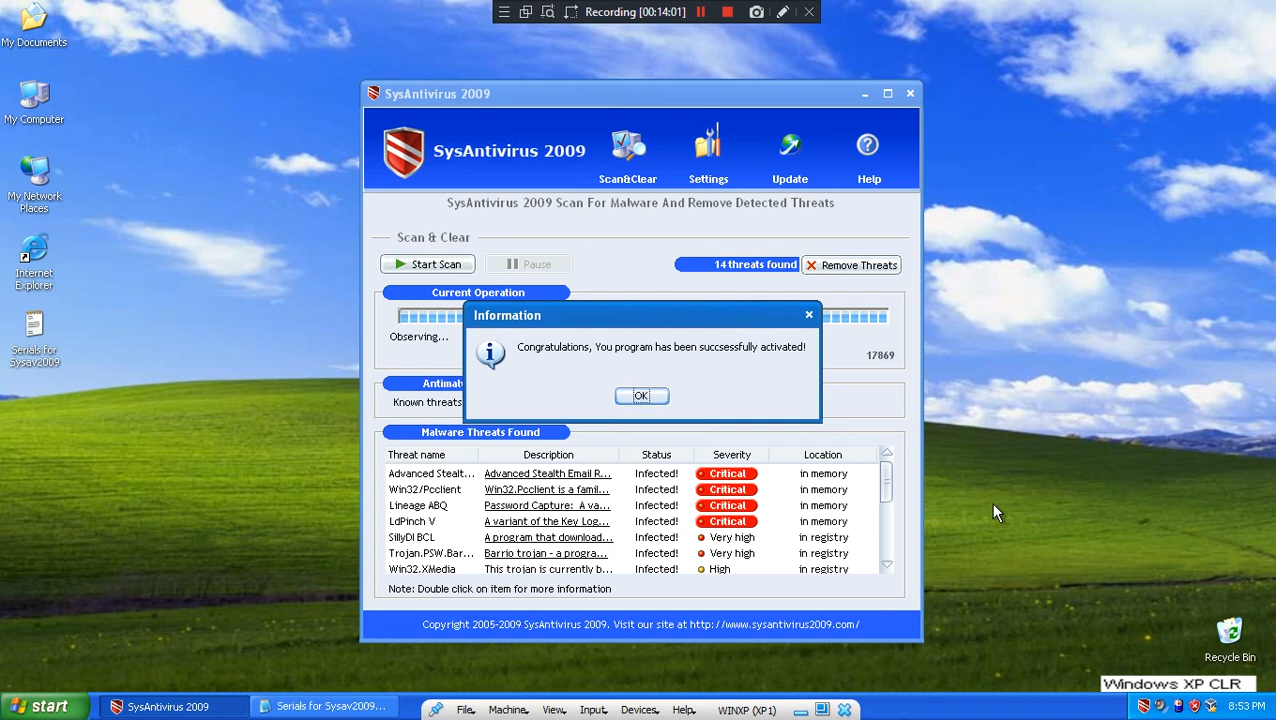 Recording [00:14:01]
My Documents
My Computer
My Network
Places
Internet
Explorer
Serials for
Sysav2009
SysAntivirus 2009
SysAntivirus 2009
Scan&Clear
Settings
Update
Help
SysAntivirus 2009 Scan For Malware And Remove Detected Threats
Scan & Clear
Start Scan
Pause
14 threats found
Remove Threats
Current Operation
Observing...
17869
Information
Congratulations, You program has been succsessfully activated!
OK
Known threats
Malware Threats Found
Threat name Description Status Severity Location
Advanced Stealt... Advanced Stealth Email R... Infected! Critical in memory
Win32/Pcclient Win32.Pcclient is a famil... Infected! Critical in memory
Lineage ABQ Password Capture: A va... Infected! Critical in memory
LdPinch V A variant of the Key Log... Infected! Critical in memory
SillyDl BCL A program that download... Infected! Very high in registry
Trojan.PSW.Bar... Barrio trojan - a progra... Infected! Very high in registry
Win32.XMedia This trojan is currently b... Infected! High in registry
Note: Double click on item for more information
Copyright 2005-2009 SysAntivirus 2009. Visit our site at http://www.sysantivirus2009.com/
Recycle Bin
Windows XP CLR
start
SysAntivirus 2009
Serials for Sysav2009...
File Machine View Input Devices Help WINXP (XP1)
8:53 PM